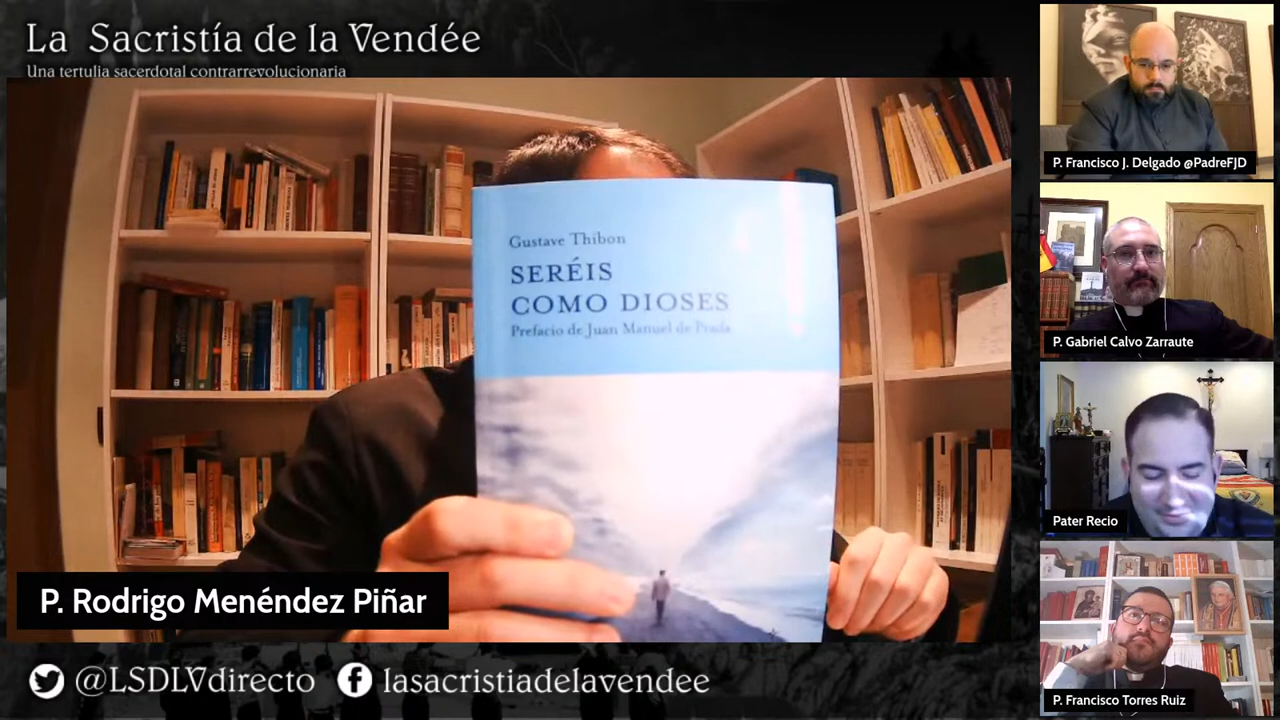 La Sacristía de la Vendée
Una tertulia sacerdotal contrarrevolucionaria
Gustave Thibon
SERÉIS
COMO DIOSES
Prefacio de Juan Manuel de Prada
P. Rodrigo Menéndez Piñar
@LSDLVdirecto
lasacristiadelavendee
P. Francisco J. Delgado @PadreFJD
P. Gabriel Calvo Zarraute
Pater Recio
P. Francisco Torres Ruiz